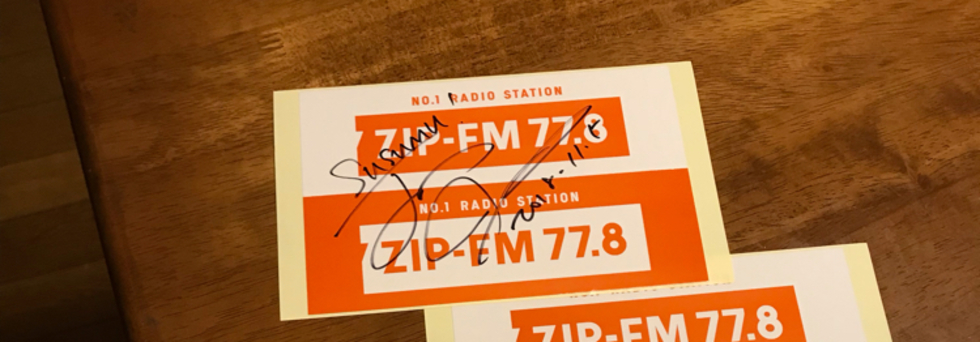 NO.1 RADIO STATION
ZIP-FM 77.8
Susumu!
NO.1 RADIO STATION
ZIP-FM 77.8
ZIP-FM 77.8